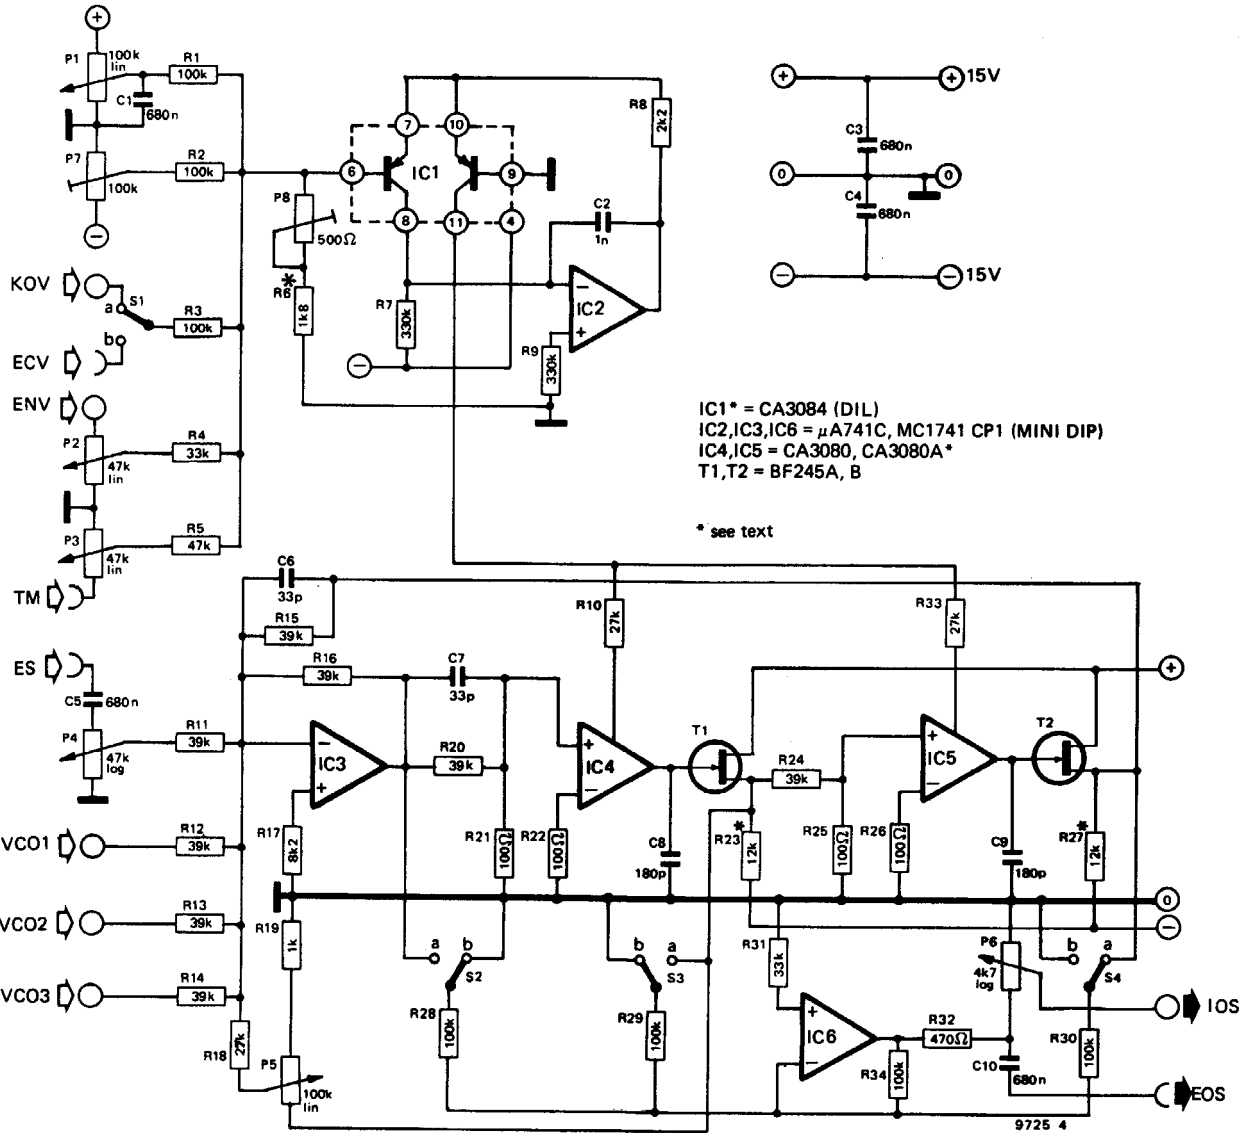 +
P1
100k
lin
R1
100k
C1
680n
P7
100k
R2
100k
−
KOV
a
S1
b
R3
100k
ECV
ENV
P2
47k
lin
R4
33k
P3
47k
lin
R5
47k
TM
P8
500Ω
*
R6
1k8
6
7
10
IC1
9
8
11
4
R7
330k
−
C2
1n
R8
2k2
−
IC2
+
R9
330k
+
+ 15V
C3
680n
0
0
C4
680n
−
− 15V
IC1* = CA3084 (DIL)
IC2,IC3,IC6 = µA741C, MC1741 CP1 (MINI DIP)
IC4,IC5 = CA3080, CA3080A*
T1,T2 = BF245A, B
* see text
C6
33p
R15
39k
ES
C5
680n
P4
47k
log
R11
39k
R16
39k
C7
33p
−
IC3
+
R20
39k
R17
8k2
R21
100Ω
R22
100Ω
R10
27k
+
IC4
−
T1
C8
180p
R23
*
12k
R24
39k
R25
100Ω
R26
100Ω
R33
27k
+
IC5
−
T2
C9
180p
R27
*
12k
+
0
−
VCO1
R12
39k
VCO2
R13
39k
VCO3
R14
39k
R18
27k
R19
1k
P5
100k
lin
a
b
S2
R28
100k
b
a
S3
R29
100k
R31
33k
+
IC6
−
R34
100k
R32
470Ω
P6
4k7
log
C10
680n
b
a
S4
R30
100k
IOS
EOS
9725 4